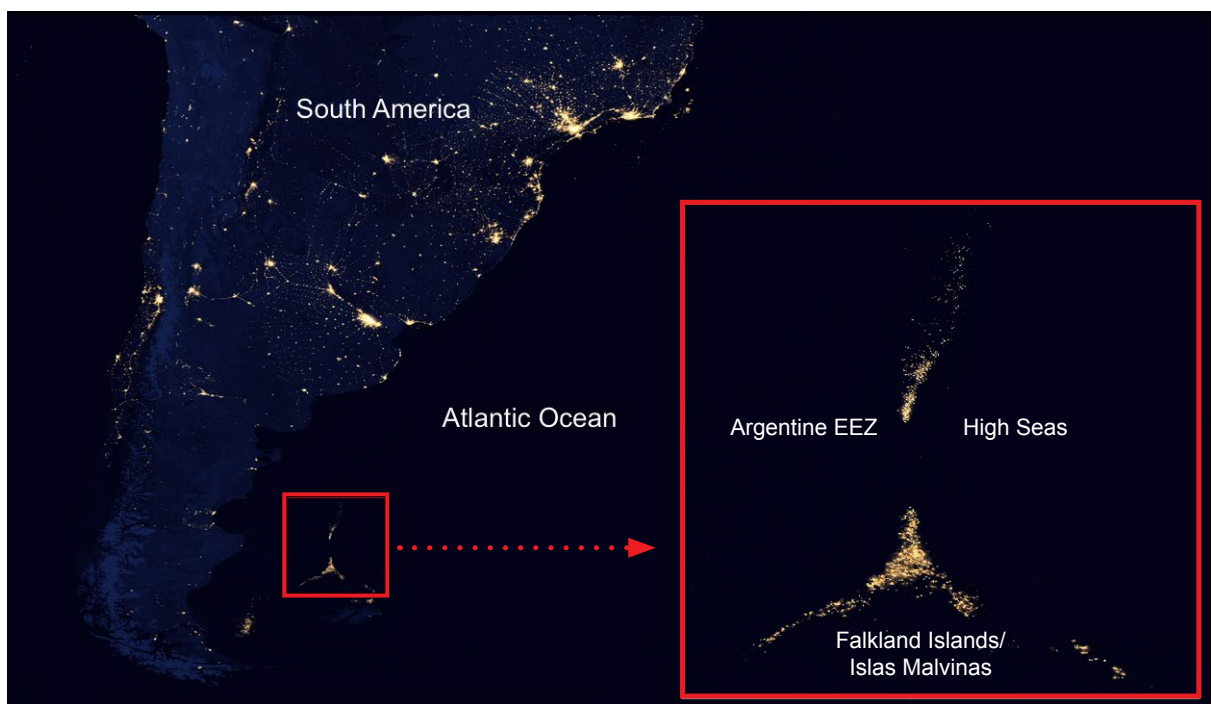 South America
Atlantic Ocean
Argentine EEZ
High Seas
Falkland Islands/
Islas Malvinas